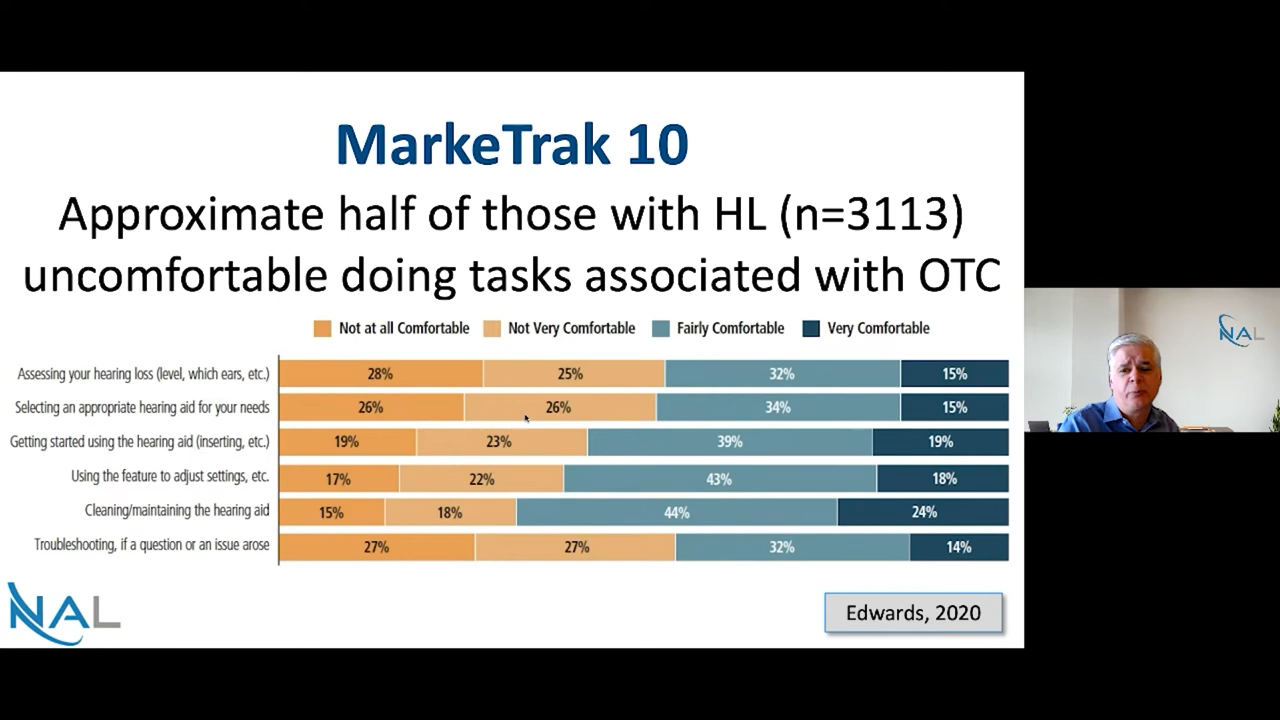 MarkeTrak 10
Approximate half of those with HL (n=3113)
uncomfortable doing tasks associated with OTC
Not at all Comfortable Not Very Comfortable Fairly Comfortable Very Comfortable
Assessing your hearing loss (level, which ears, etc.) 28% 25% 32% 15%
Selecting an appropriate hearing aid for your needs 26% 26% 34% 15%
Getting started using the hearing aid (inserting, etc.) 19% 23% 39% 19%
Using the feature to adjust settings, etc. 17% 22% 43% 18%
Cleaning/maintaining the hearing aid 15% 18% 44% 24%
Troubleshooting, if a question or an issue arose 27% 27% 32% 14%
NAL
Edwards, 2020
NAL